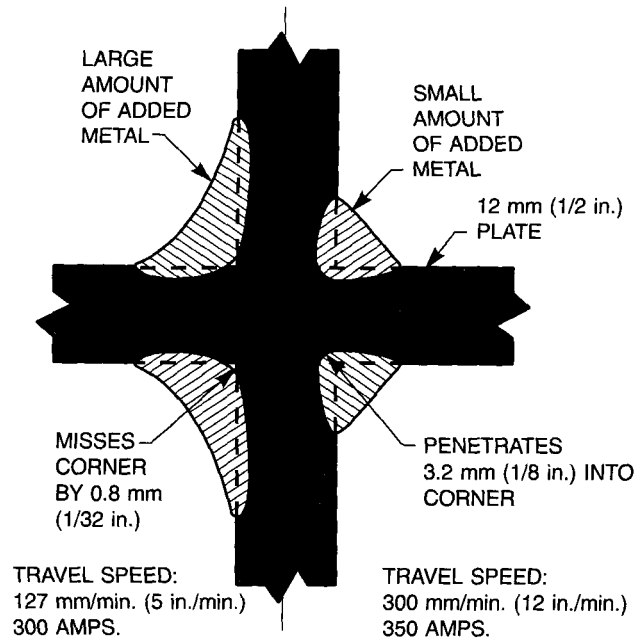 LARGE
AMOUNT
OF ADDED
METAL
SMALL
AMOUNT
OF ADDED
METAL
12 mm (1/2 in.)
PLATE
MISSES
CORNER
BY 0.8 mm
(1/32 in.)
PENETRATES
3.2 mm (1/8 in.) INTO
CORNER
TRAVEL SPEED:
127 mm/min. (5 in./min.)
300 AMPS.
TRAVEL SPEED:
300 mm/min. (12 in./min.)
350 AMPS.